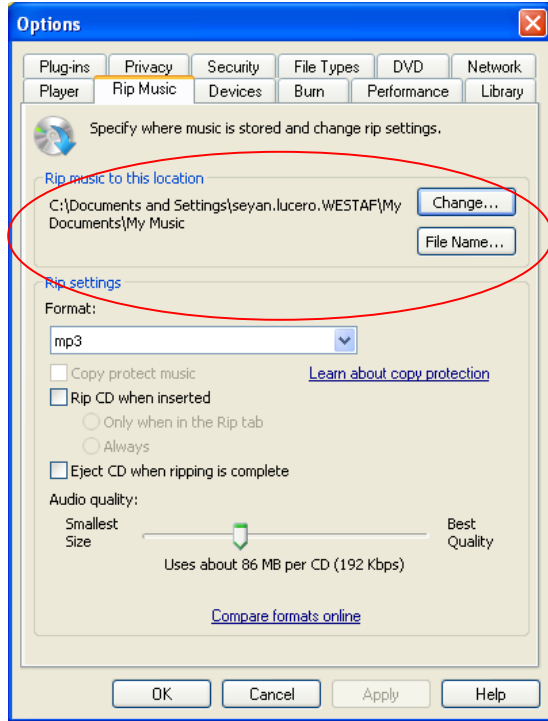 Options
Plug-ins Privacy Security File Types DVD Network
Player Rip Music Devices Burn Performance Library
Specify where music is stored and change rip settings.
Rip music to this location
C:\Documents and Settings\seyan.lucero.WESTAF\My
Documents\My Music
Change...
File Name...
Rip settings
Format:
mp3
Copy protect music Learn about copy protection
Rip CD when inserted
Only when in the Rip tab
Always
Eject CD when ripping is complete
Audio quality:
Smallest
Size
Best
Quality
Uses about 86 MB per CD (192 Kbps)
Compare formats online
OK Cancel Apply Help